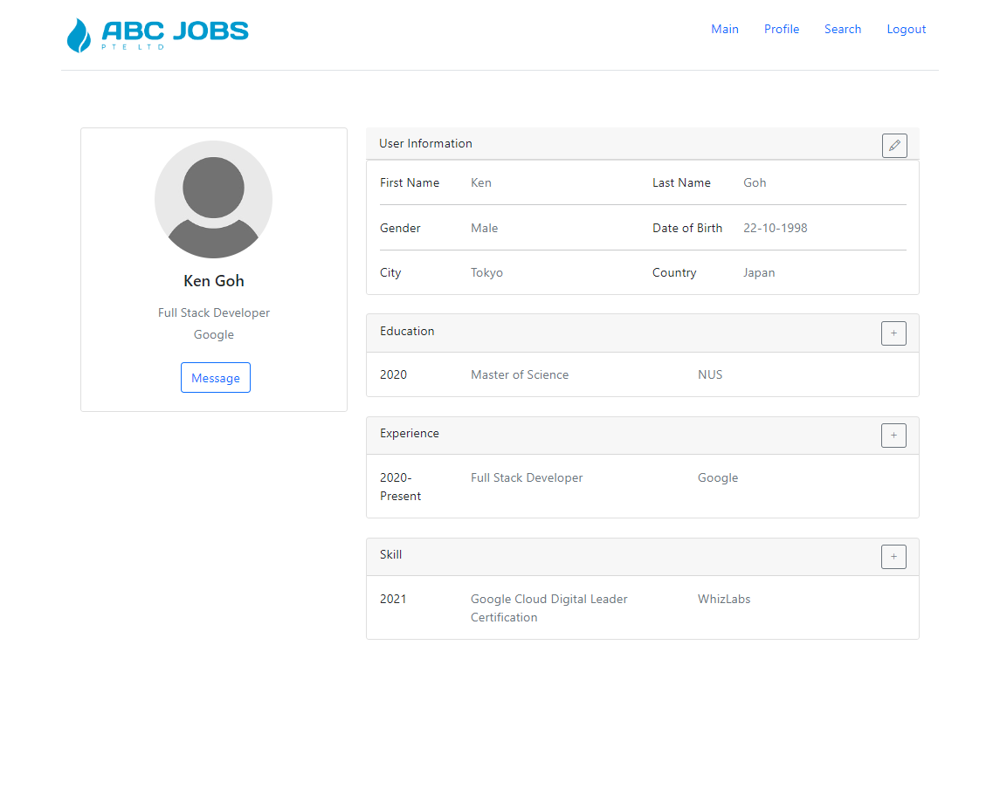 ABC JOBS
PTE LTD
Main Profile Search Logout
Ken Goh
Full Stack Developer
Google
Message
User Information
First Name Ken Last Name Goh
Gender Male Date of Birth 22-10-1998
City Tokyo Country Japan
Education +
2020 Master of Science NUS
Experience +
2020- Full Stack Developer Google
Present
Skill +
2021 Google Cloud Digital Leader WhizLabs
Certification